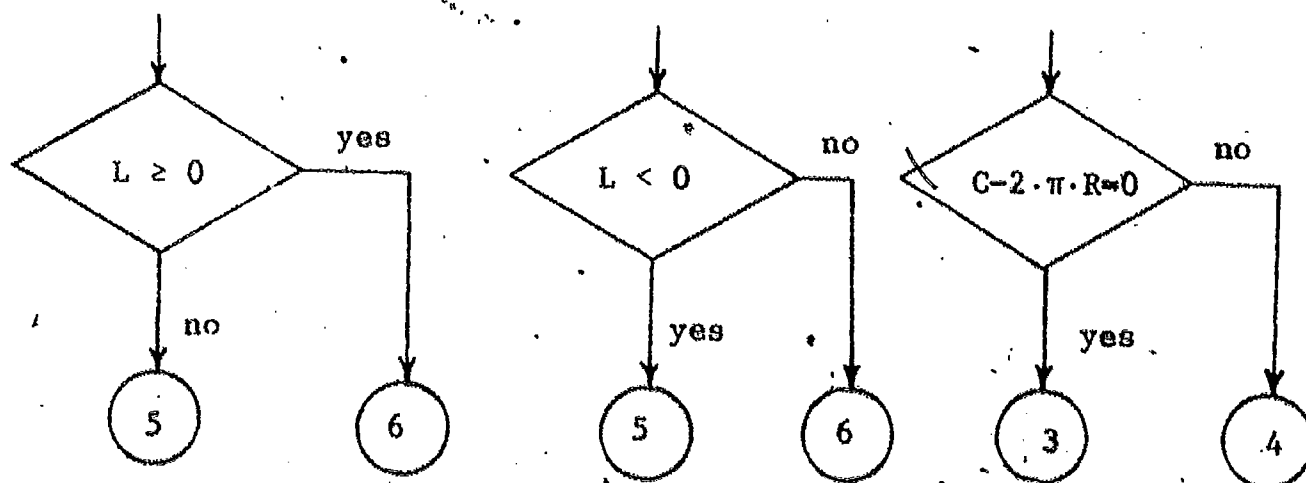 yes
L ≥ 0
no
5
6
no
L < 0
yes
5
6
no
C-2·π·R=0
yes
3
4